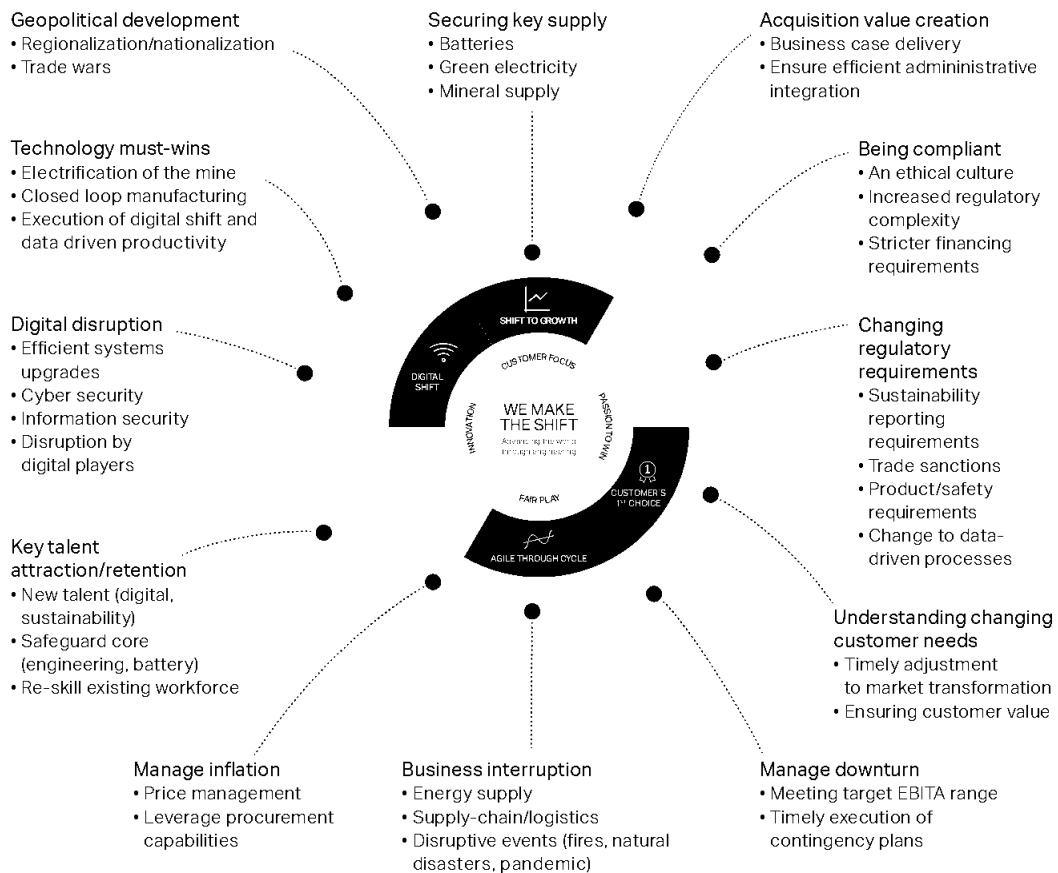 Geopolitical development
• Regionalization/nationalization
• Trade wars
Securing key supply
• Batteries
• Green electricity
• Mineral supply
Acquisition value creation
• Business case delivery
• Ensure efficient admininistrative
integration
Technology must-wins
• Electrification of the mine
• Closed loop manufacturing
• Execution of digital shift and
data driven productivity
Being compliant
• An ethical culture
• Increased regulatory
complexity
• Stricter financing
requirements
Digital disruption
• Efficient systems
upgrades
• Cyber security
• Information security
• Disruption by
digital players
SHIFT TO GROWTH
DIGITAL
SHIFT
CUSTOMER FOCUS
INNOVATION
WE MAKE
THE SHIFT
Advancing the world
through engineering
PASSION TO WIN
FAIR PLAY
CUSTOMER'S
1ST CHOICE
1
AGILE THROUGH CYCLE
Changing
regulatory
requirements
• Sustainability
reporting
requirements
• Trade sanctions
• Product/safety
requirements
• Change to data-
driven processes
Key talent
attraction/retention
• New talent (digital,
sustainability)
• Safeguard core
(engineering, battery)
• Re-skill existing workforce
Understanding changing
customer needs
• Timely adjustment
to market transformation
• Ensuring customer value
Manage inflation
• Price management
• Leverage procurement
capabilities
Business interruption
• Energy supply
• Supply-chain/logistics
• Disruptive events (fires, natural
disasters, pandemic)
Manage downturn
• Meeting target EBITA range
• Timely execution of
contingency plans